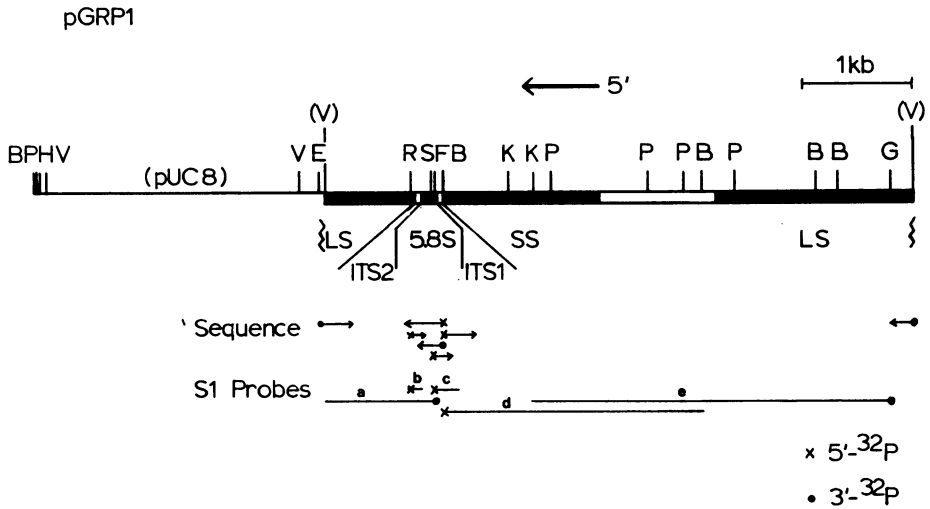 pGRP1
5'
1kb
(V) (V)
BPHV V E R S F B K K P P P B P B B G
(pUC8)
LS 5.8S SS LS
ITS2 ITS1
Sequence
S1 Probes
a b c d e
x 5'-32P
• 3'-32P